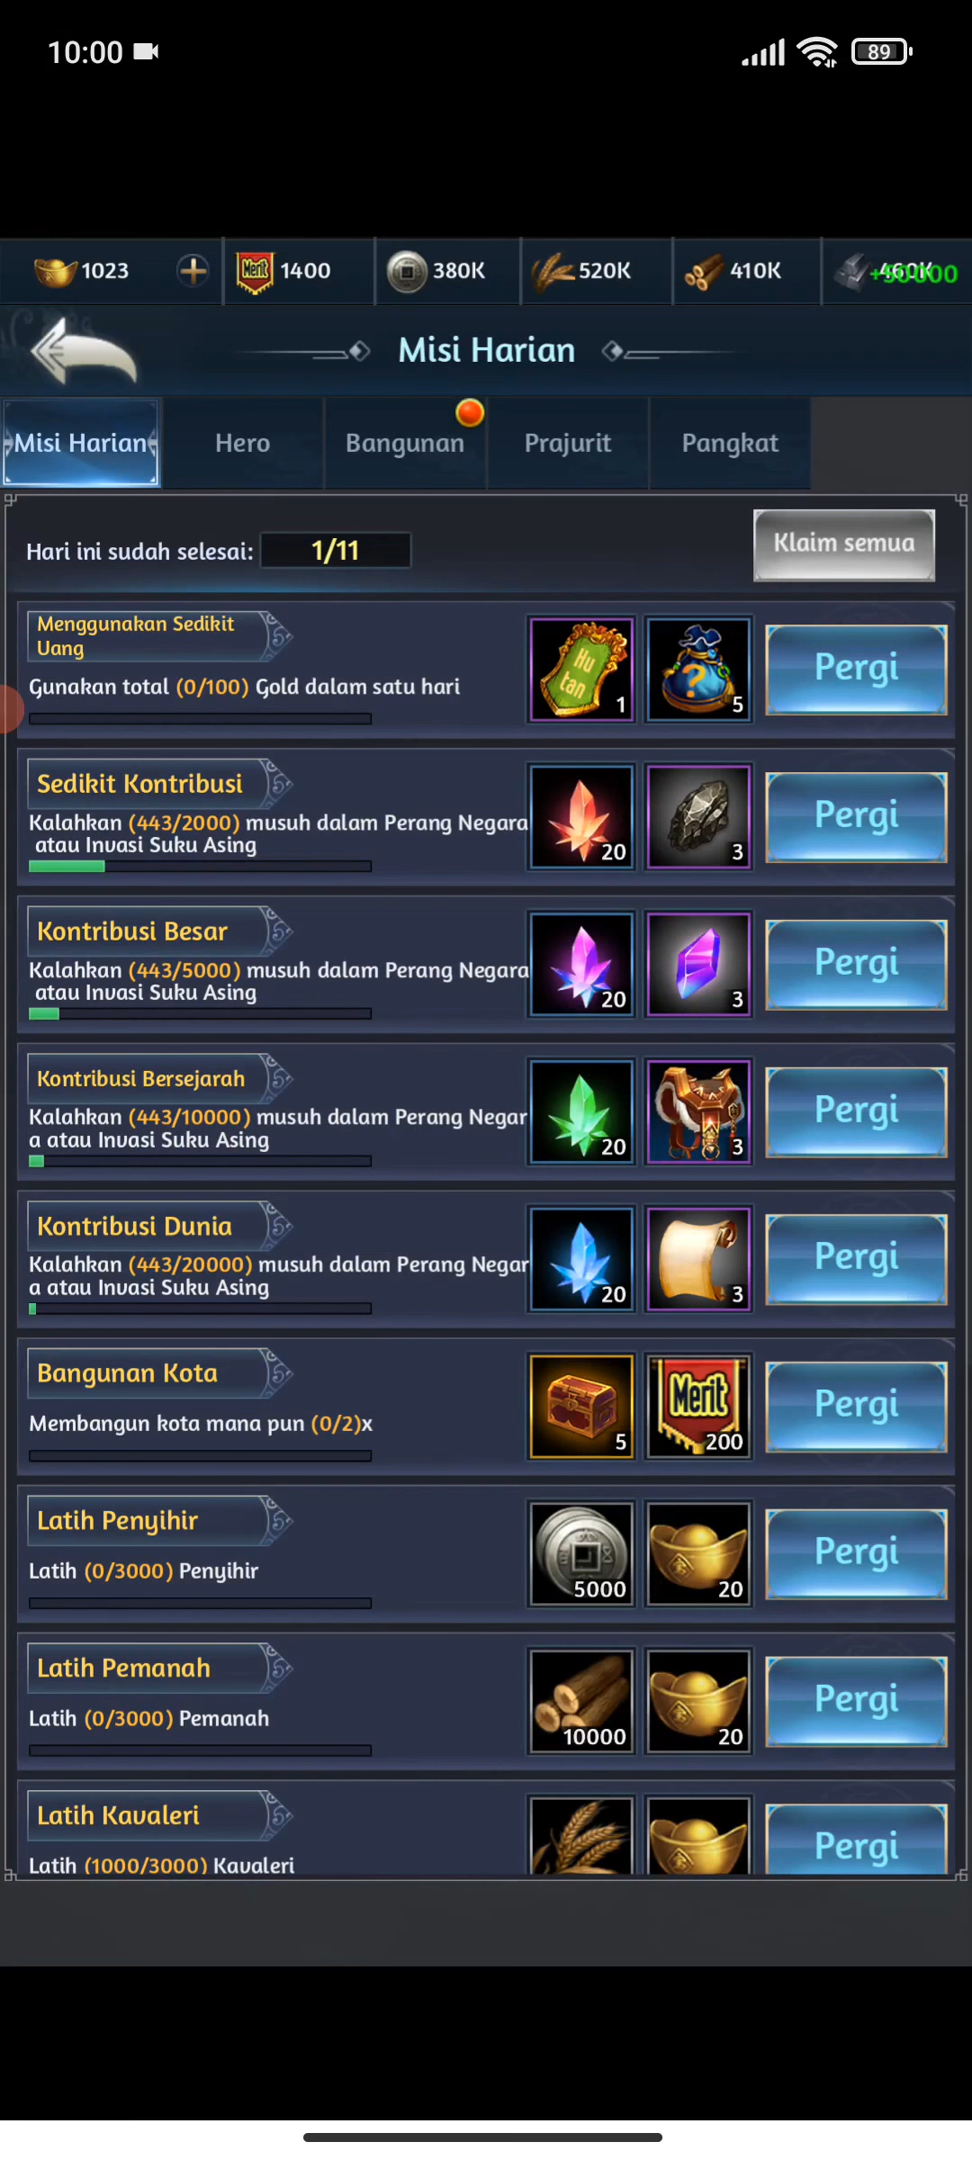 10:00
89
1023
Merit
1400
380K
520K
410K
+50000
Misi Harian
Misi Harian
Hero
Bangunan
Prajurit
Pangkat
Hari ini sudah selesai:
1/11
Klaim semua
Menggunakan Sedikit
Uang
Gunakan total (0/100) Gold dalam satu hari
Hu
tan
1
?
5
Pergi
Sedikit Kontribusi
Kalahkan (443/2000) musuh dalam Perang Negara
atau Invasi Suku Asing
20
3
Pergi
Kontribusi Besar
Kalahkan (443/5000) musuh dalam Perang Negara
atau Invasi Suku Asing
20
3
Pergi
Kontribusi Bersejarah
Kalahkan (443/10000) musuh dalam Perang Negar
a atau Invasi Suku Asing
20
3
Pergi
Kontribusi Dunia
Kalahkan (443/20000) musuh dalam Perang Negar
a atau Invasi Suku Asing
20
3
Pergi
Bangunan Kota
Membangun kota mana pun (0/2)x
5
Merit
200
Pergi
Latih Penyihir
Latih (0/3000) Penyihir
5000
20
Pergi
Latih Pemanah
Latih (0/3000) Pemanah
10000
20
Pergi
Latih Kavaleri
Latih (1000/3000) Kavaleri
Pergi